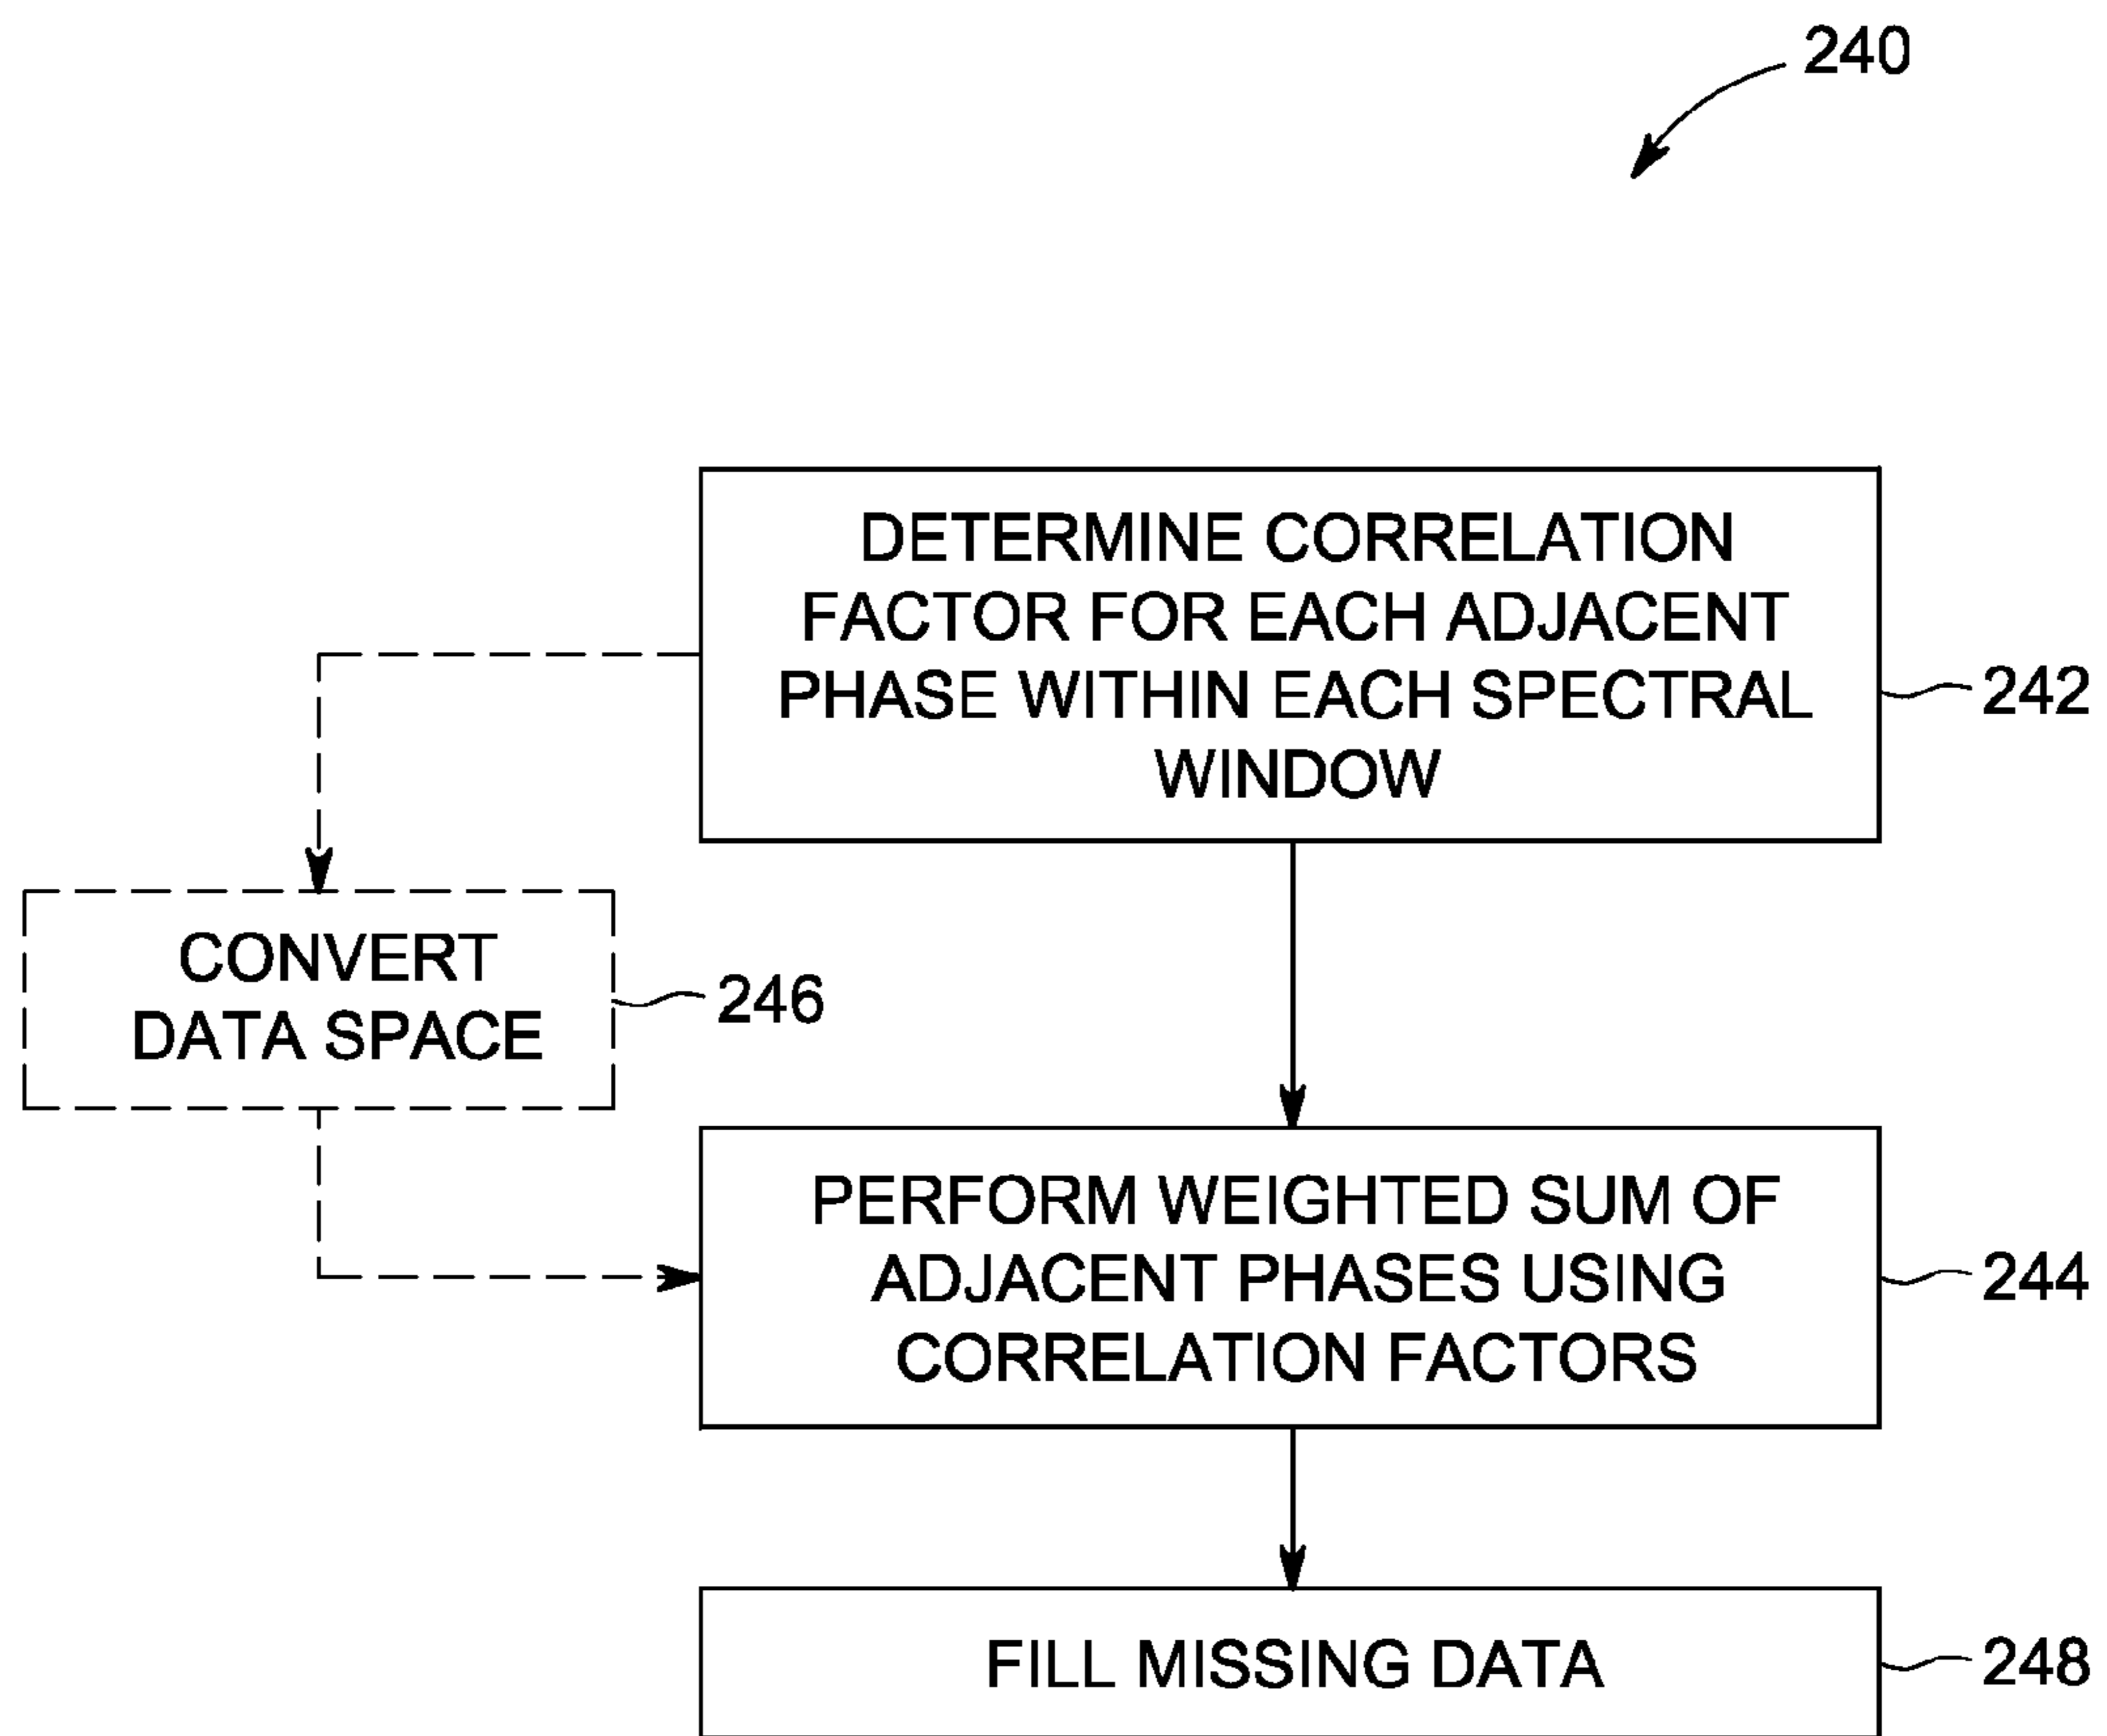 240
DETERMINE CORRELATION
FACTOR FOR EACH ADJACENT
PHASE WITHIN EACH SPECTRAL
WINDOW
242
CONVERT
DATA SPACE
246
PERFORM WEIGHTED SUM OF
ADJACENT PHASES USING
CORRELATION FACTORS
244
FILL MISSING DATA
248